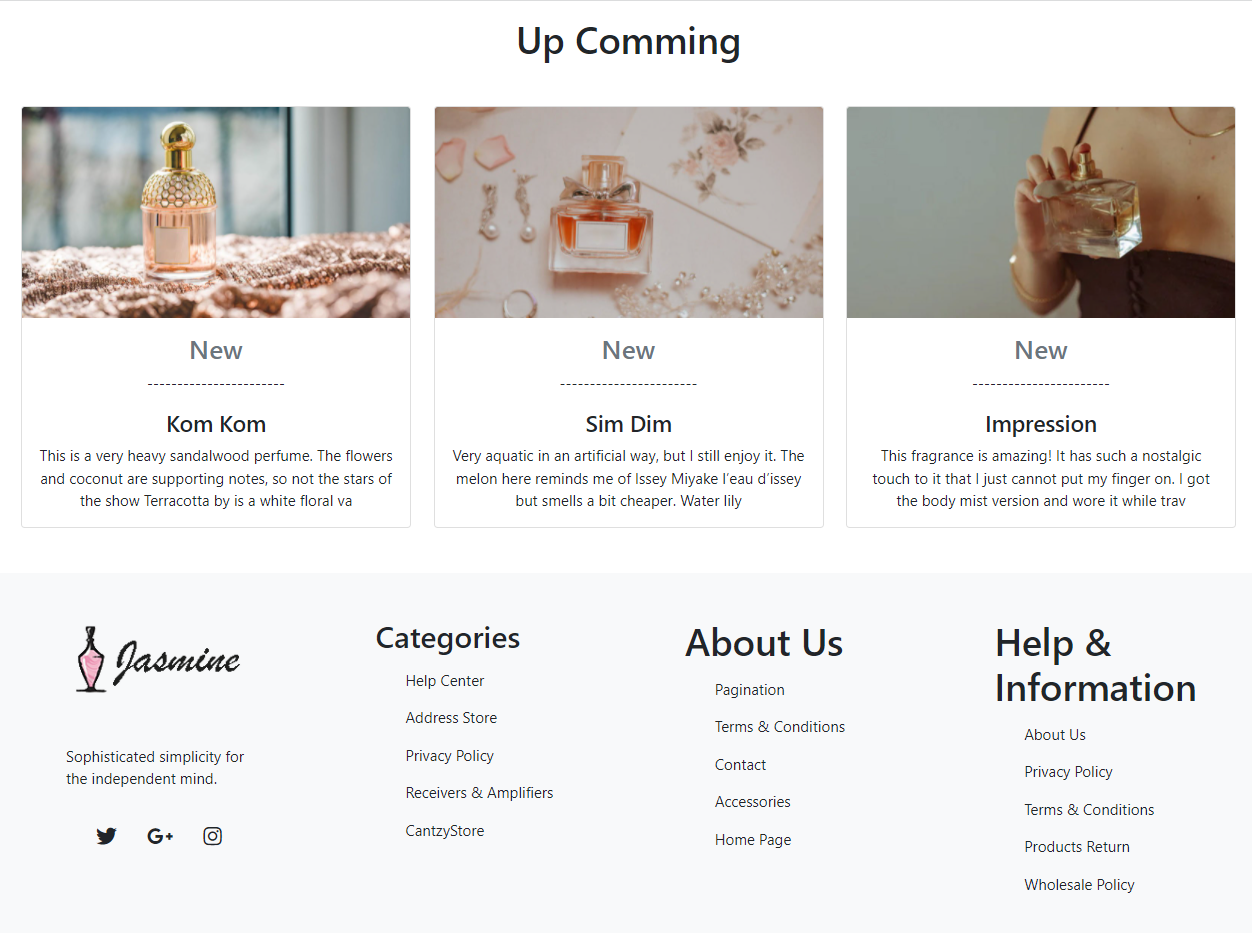 Up Comming
New
-----------------------
Kom Kom
This is a very heavy sandalwood perfume. The flowers
and coconut are supporting notes, so not the stars of
the show Terracotta by is a white floral va
New
-----------------------
Sim Dim
Very aquatic in an artificial way, but I still enjoy it. The
melon here reminds me of Issey Miyake l’eau d’issey
but smells a bit cheaper. Water lily
New
-----------------------
Impression
This fragrance is amazing! It has such a nostalgic
touch to it that I just cannot put my finger on. I got
the body mist version and wore it while trav
Jasmine
Sophisticated simplicity for
the independent mind.
G+
Categories
Help Center
Address Store
Privacy Policy
Receivers & Amplifiers
CantzyStore
About Us
Pagination
Terms & Conditions
Contact
Accessories
Home Page
Help &
Information
About Us
Privacy Policy
Terms & Conditions
Products Return
Wholesale Policy